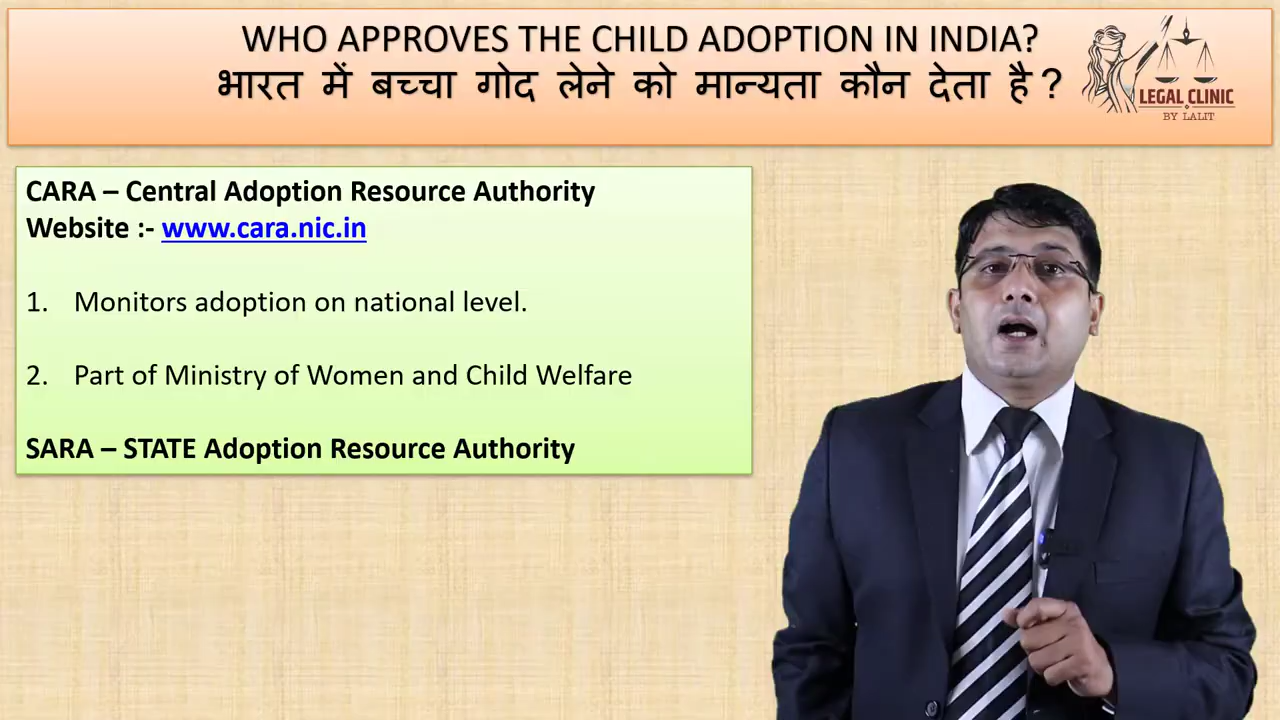 WHO APPROVES THE CHILD ADOPTION IN INDIA?
भारत में बच्चा गोद लेने को मान्यता कौन देता है ?
LEGAL CLINIC
BY LALIT
CARA – Central Adoption Resource Authority
Website :- www.cara.nic.in
1. Monitors adoption on national level.
2. Part of Ministry of Women and Child Welfare
SARA – STATE Adoption Resource Authority